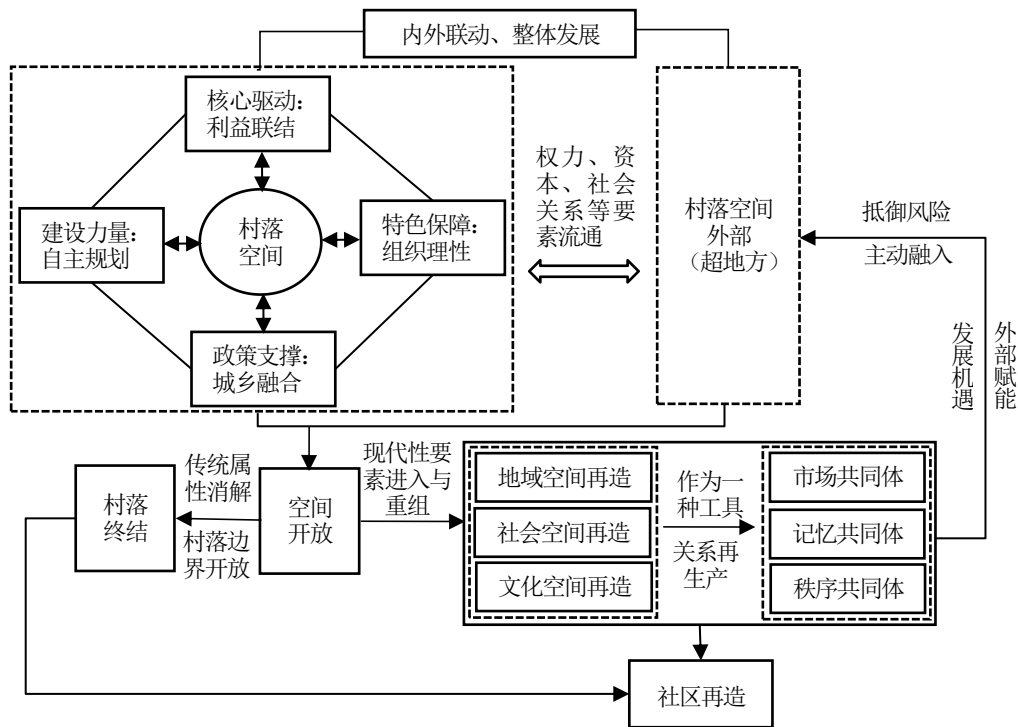 内外联动、整体发展
核心驱动：
利益联结
建设力量：
自主规划
村落
空间
特色保障：
组织理性
政策支撑：
城乡融合
权力、资
本、社会
关系等要
素流通
村落空间
外部
（超地方）
抵御风险
主动融入
发展机遇
外部赋能
村落
终结
传统属
性消解
村落边
界开放
空间
开放
现代性要
素进入与
重组
地域空间再造
社会空间再造
文化空间再造
作为一
种工具
关系再
生产
市场共同体
记忆共同体
秩序共同体
社区再造